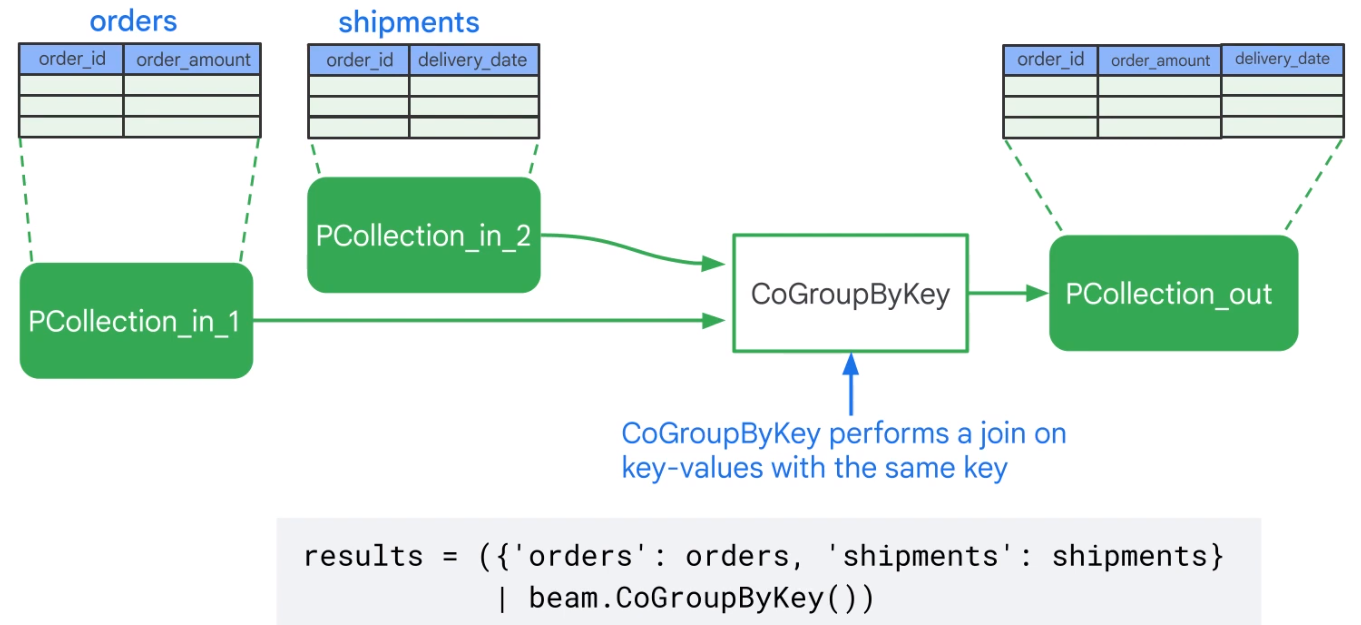 orders
order_id order_amount
shipments
order_id delivery_date
order_id order_amount delivery_date
PCollection_in_1
PCollection_in_2
CoGroupByKey
PCollection_out
CoGroupByKey performs a join on
key-values with the same key
results = ({'orders': orders, 'shipments': shipments}
| beam.CoGroupByKey())